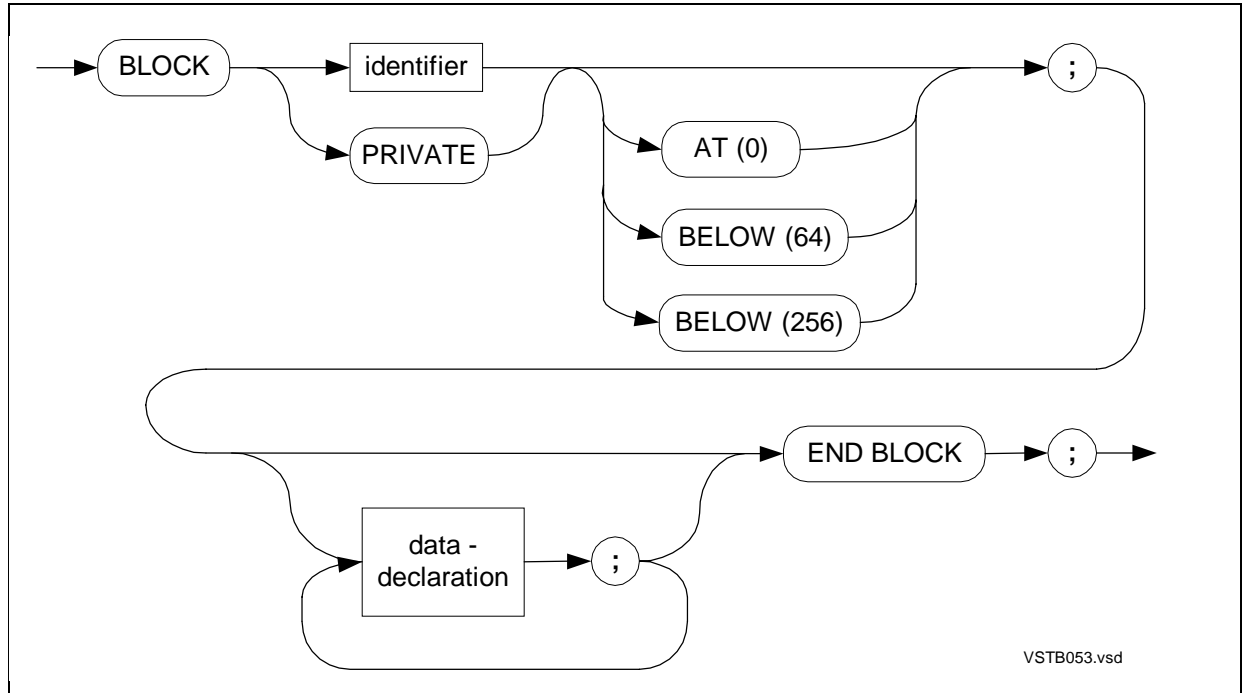 BLOCK
identifier
;
PRIVATE
AT (0)
BELOW (64)
BELOW (256)
END BLOCK
;
data -
declaration
;
VSTB053.vsd